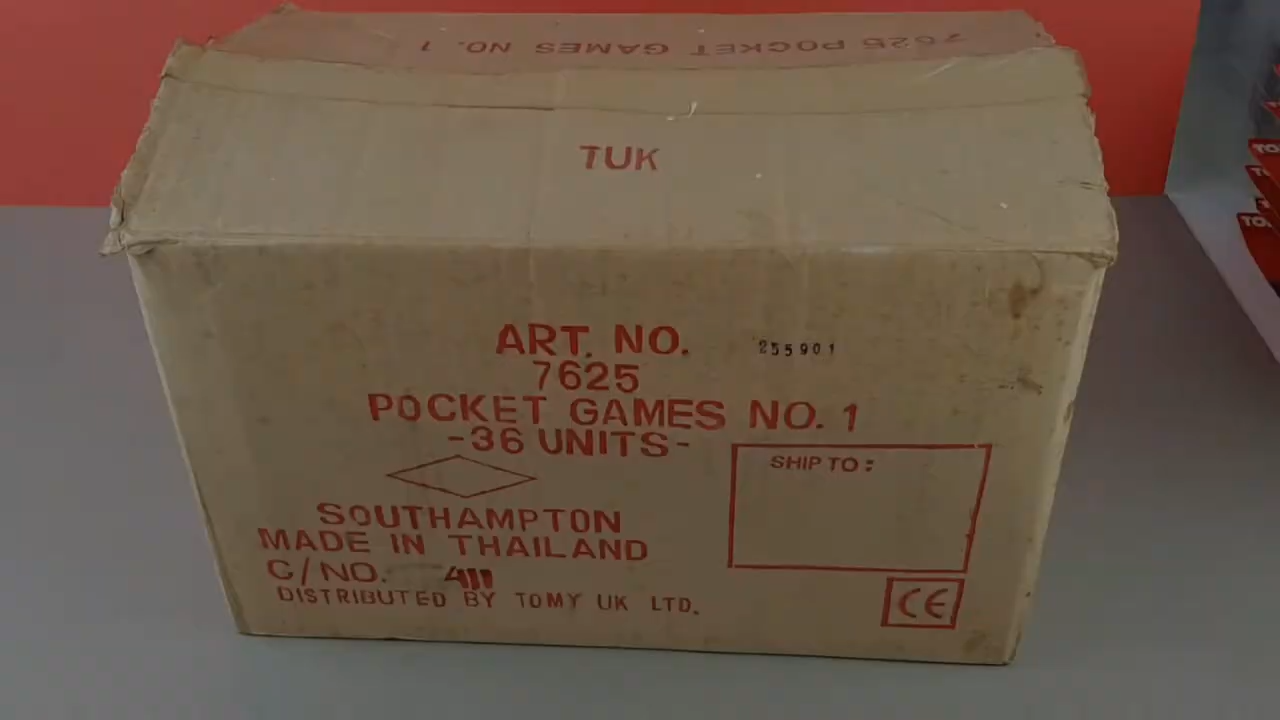 7625 POCKET GAMES NO. 1
TUK
ART. NO.
255901
7625
POCKET GAMES NO. 1
-36 UNITS-
SHIP TO:
SOUTHAMPTON
MADE IN THAILAND
C/NO.
DISTRIBUTED BY TOMY UK LTD.
CE